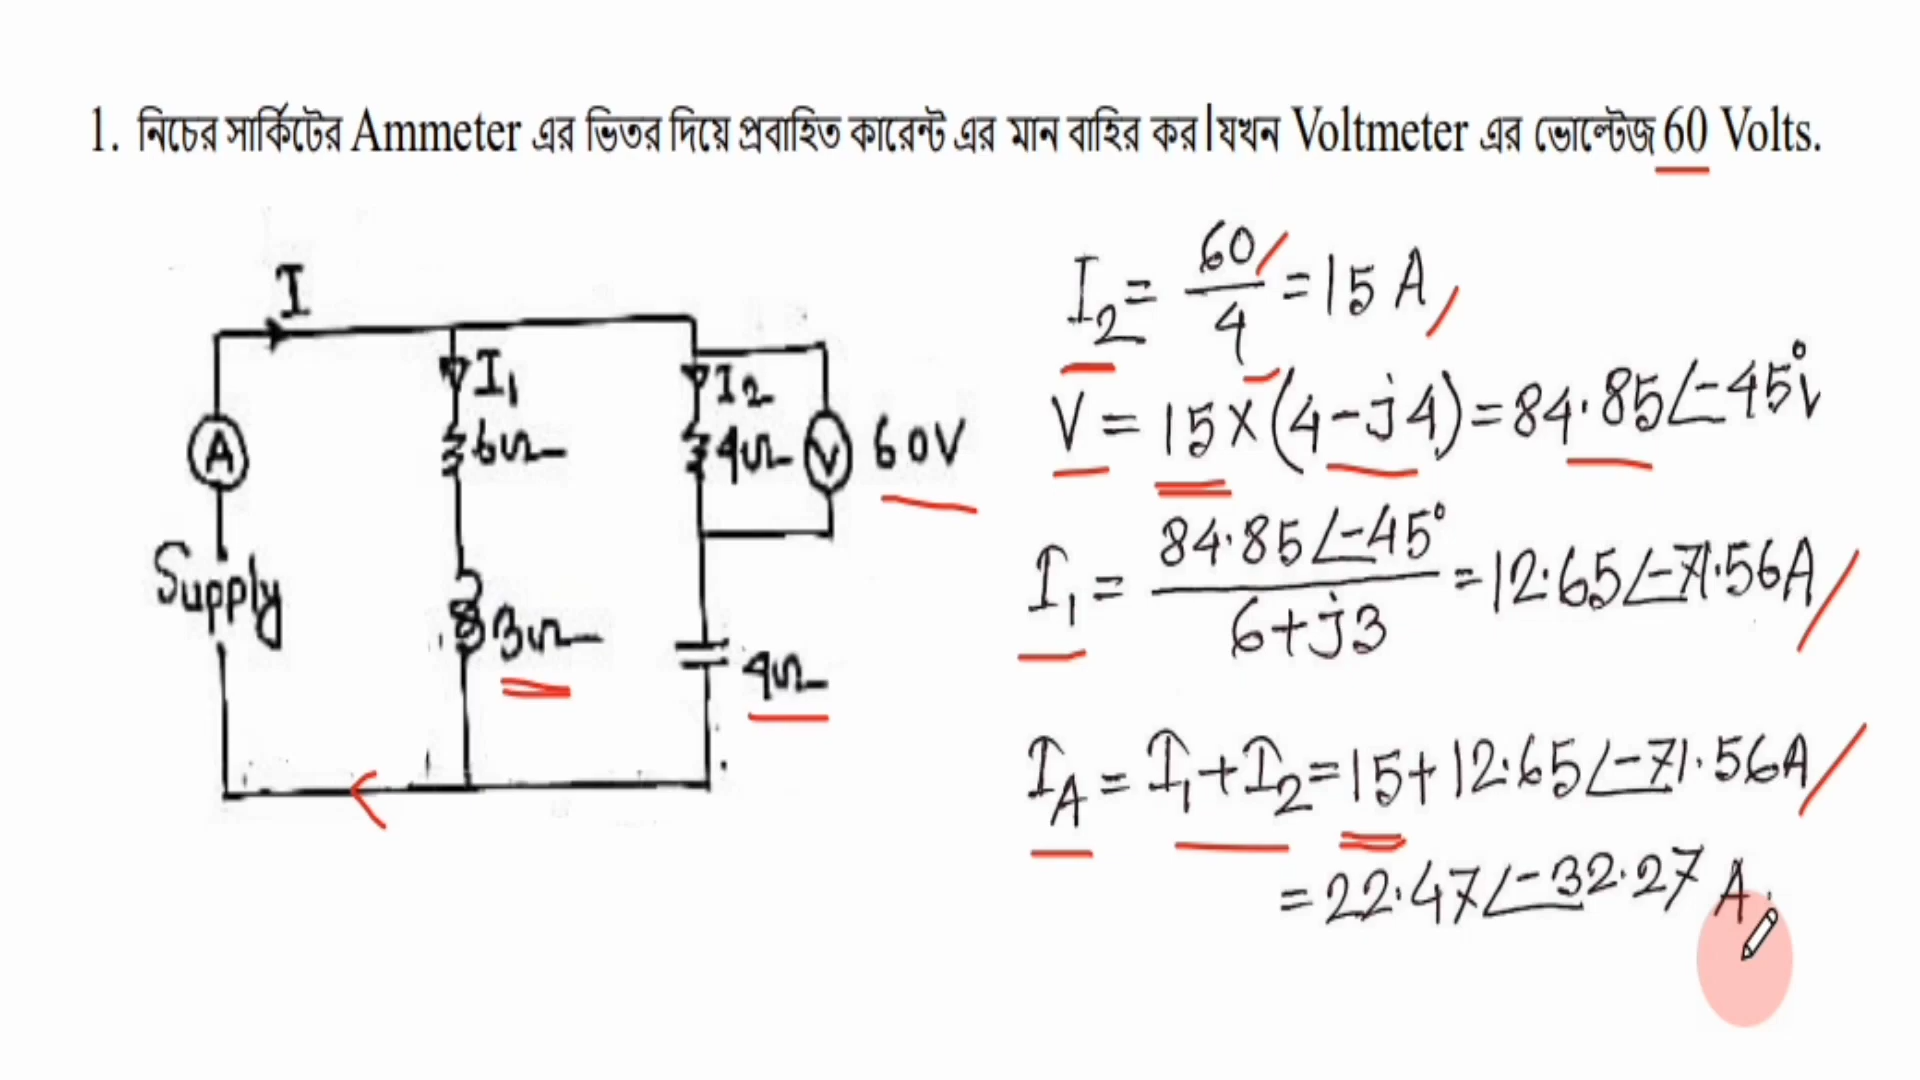 1. নিচের সার্কিটের Ammeter এর ভিতর দিয়ে প্রবাহিত কারেন্ট এর মান বাহির কর।যখন Voltmeter এর ভোল্টেজ 60 Volts.
I
I₁
I₂
6Ω
4Ω
V
60V
A
Supply
3Ω
4Ω
I₂ = 60/4 = 15 A
V = 15×(4-j4) = 84.85∠-45° V
I₁ = 84.85∠-45° / 6+j3 = 12.65∠-71.56A
I_A = I₁+I₂ = 15+12.65∠-71.56A
= 22.47∠-32.27 A.